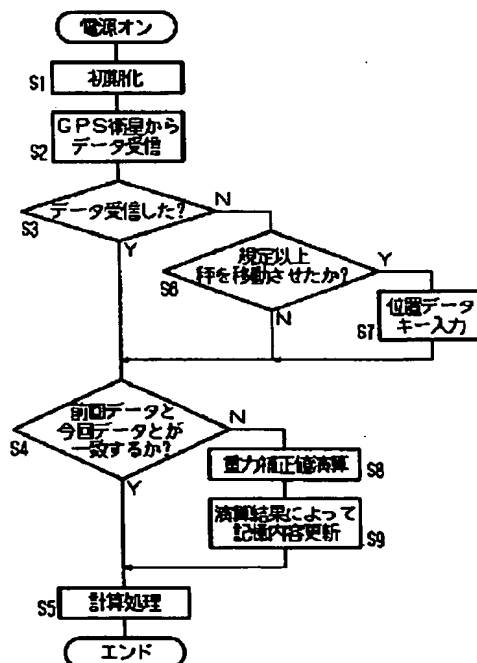 電源オン
S1
初期化
GPS衛星から
データ受信
S2
データ受信した?
N
S3
Y
規定以上
秤を移動させたか?
Y
S6
N
位置データ
キー入力
S7
前回データと
今回データとが
一致するか?
N
S4
Y
重力補正値演算
S8
演算結果によって
記憶内容更新
S9
S5
計算処理
エンド